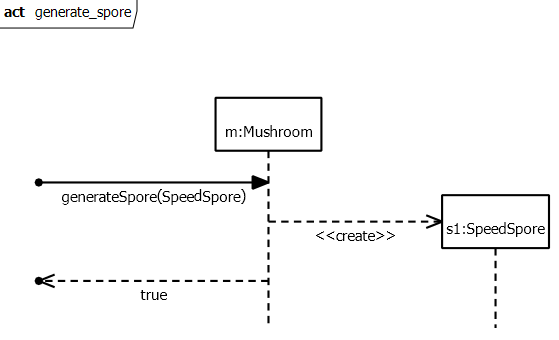 act generate_spore
m:Mushroom
generateSpore(SpeedSpore)
s1:SpeedSpore
<<create>>
true